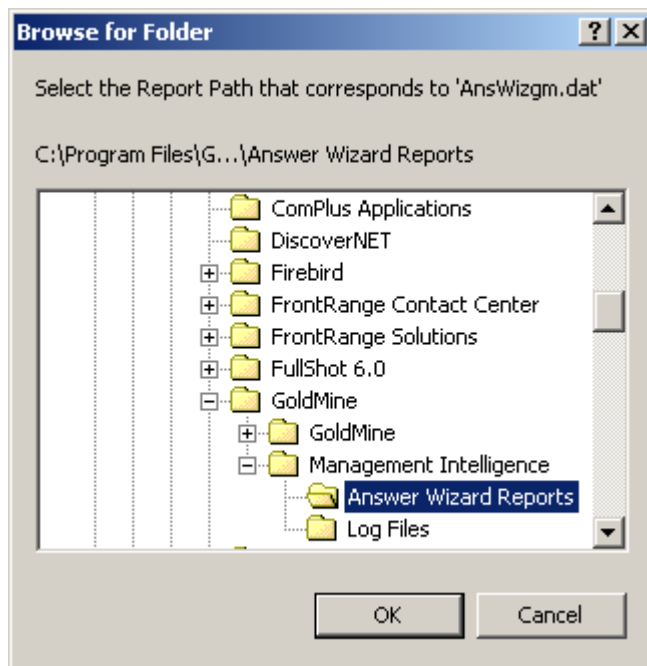 Browse for Folder
Select the Report Path that corresponds to 'AnsWizgm.dat'
C:\Program Files\G...\Answer Wizard Reports
ComPlus Applications
DiscoverNET
Firebird
FrontRange Contact Center
FrontRange Solutions
FullShot 6.0
GoldMine
GoldMine
Management Intelligence
Answer Wizard Reports
Log Files
OK Cancel